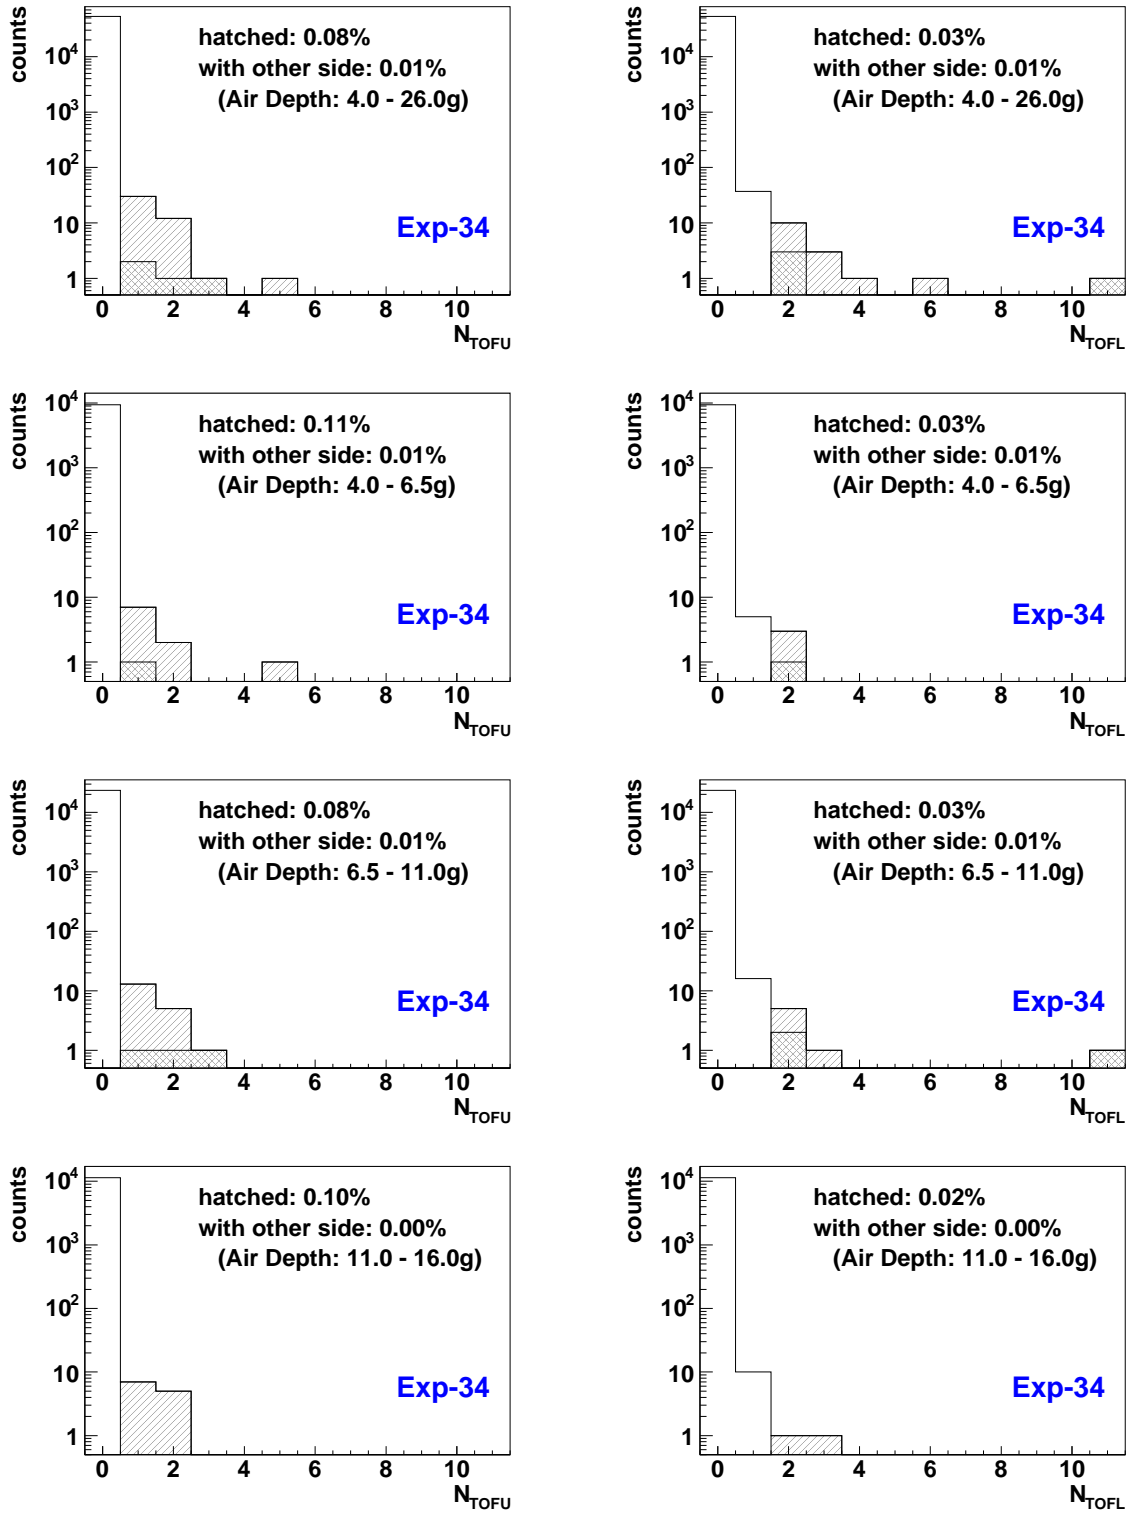 counts
10^4
10^3
10^2
10
1
hatched: 0.08%
with other side: 0.01%
(Air Depth: 4.0 - 26.0g)
Exp-34
0 2 4 6 8 10
N_TOFU
counts
10^4
10^3
10^2
10
1
hatched: 0.03%
with other side: 0.01%
(Air Depth: 4.0 - 26.0g)
Exp-34
0 2 4 6 8 10
N_TOFL
counts
10^4
10^3
10^2
10
1
hatched: 0.11%
with other side: 0.01%
(Air Depth: 4.0 - 6.5g)
Exp-34
0 2 4 6 8 10
N_TOFU
counts
10^4
10^3
10^2
10
1
hatched: 0.03%
with other side: 0.01%
(Air Depth: 4.0 - 6.5g)
Exp-34
0 2 4 6 8 10
N_TOFL
counts
10^4
10^3
10^2
10
1
hatched: 0.08%
with other side: 0.01%
(Air Depth: 6.5 - 11.0g)
Exp-34
0 2 4 6 8 10
N_TOFU
counts
10^4
10^3
10^2
10
1
hatched: 0.03%
with other side: 0.01%
(Air Depth: 6.5 - 11.0g)
Exp-34
0 2 4 6 8 10
N_TOFL
counts
10^4
10^3
10^2
10
1
hatched: 0.10%
with other side: 0.00%
(Air Depth: 11.0 - 16.0g)
Exp-34
0 2 4 6 8 10
N_TOFU
counts
10^4
10^3
10^2
10
1
hatched: 0.02%
with other side: 0.00%
(Air Depth: 11.0 - 16.0g)
Exp-34
0 2 4 6 8 10
N_TOFL